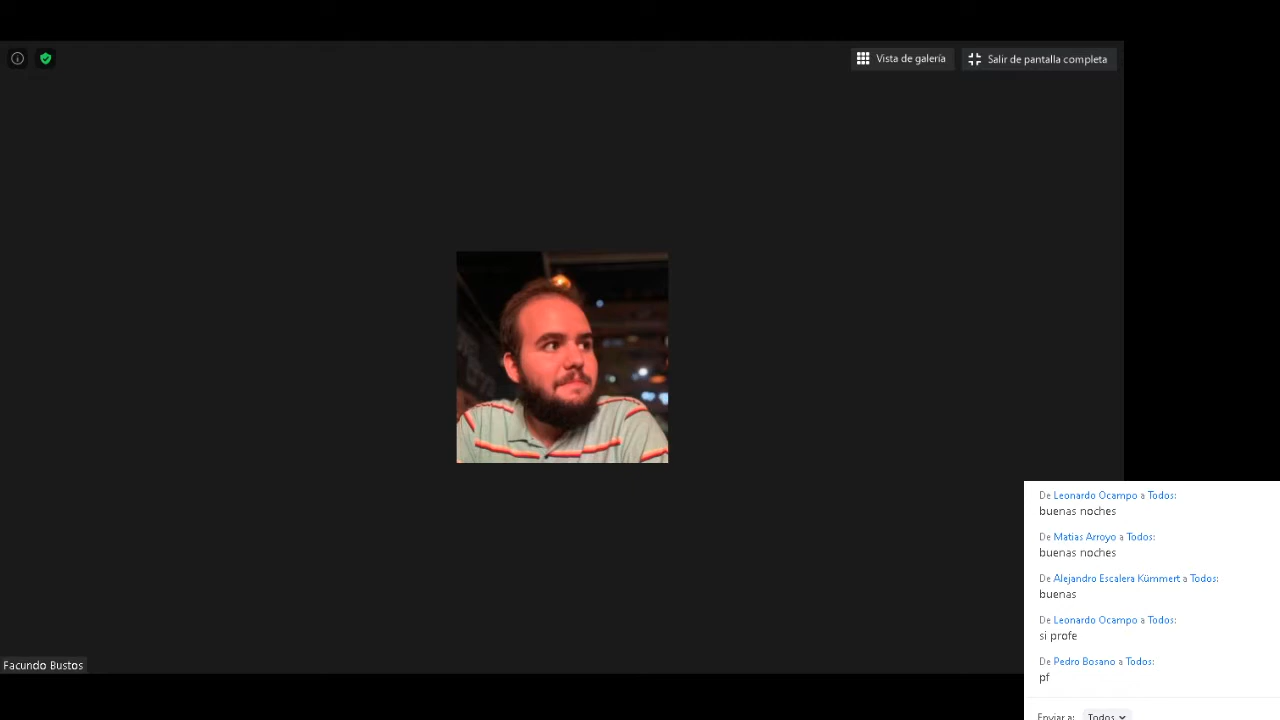 Vista de galería
Salir de pantalla completa
De Leonardo Ocampo a Todos:
buenas noches
De Matias Arroyo a Todos:
buenas noches
De Alejandro Escalera Kümmert a Todos:
buenas
De Leonardo Ocampo a Todos:
si profe
De Pedro Bosano a Todos:
pf
Facundo Bustos
Enviar a: Todos